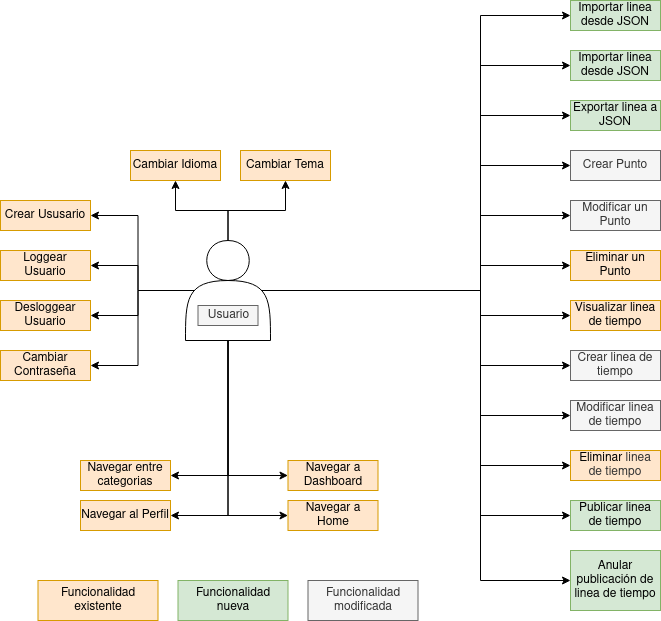 Importar linea
desde JSON
Importar linea
desde JSON
Exportar linea a
JSON
Cambiar Idioma
Cambiar Tema
Crear Punto
Crear Ususario
Modificar un
Punto
Loggear
Usuario
Eliminar un
Punto
Desloggear
Usuario
Usuario
Visualizar linea
de tiempo
Cambiar
Contraseña
Crear linea de
tiempo
Modificar linea
de tiempo
Navegar entre
categorias
Navegar a
Dashboard
Eliminar linea
de tiempo
Navegar al Perfil
Navegar a
Home
Publicar linea
de tiempo
Anular
publicación de
linea de tiempo
Funcionalidad
existente
Funcionalidad
nueva
Funcionalidad
modificada